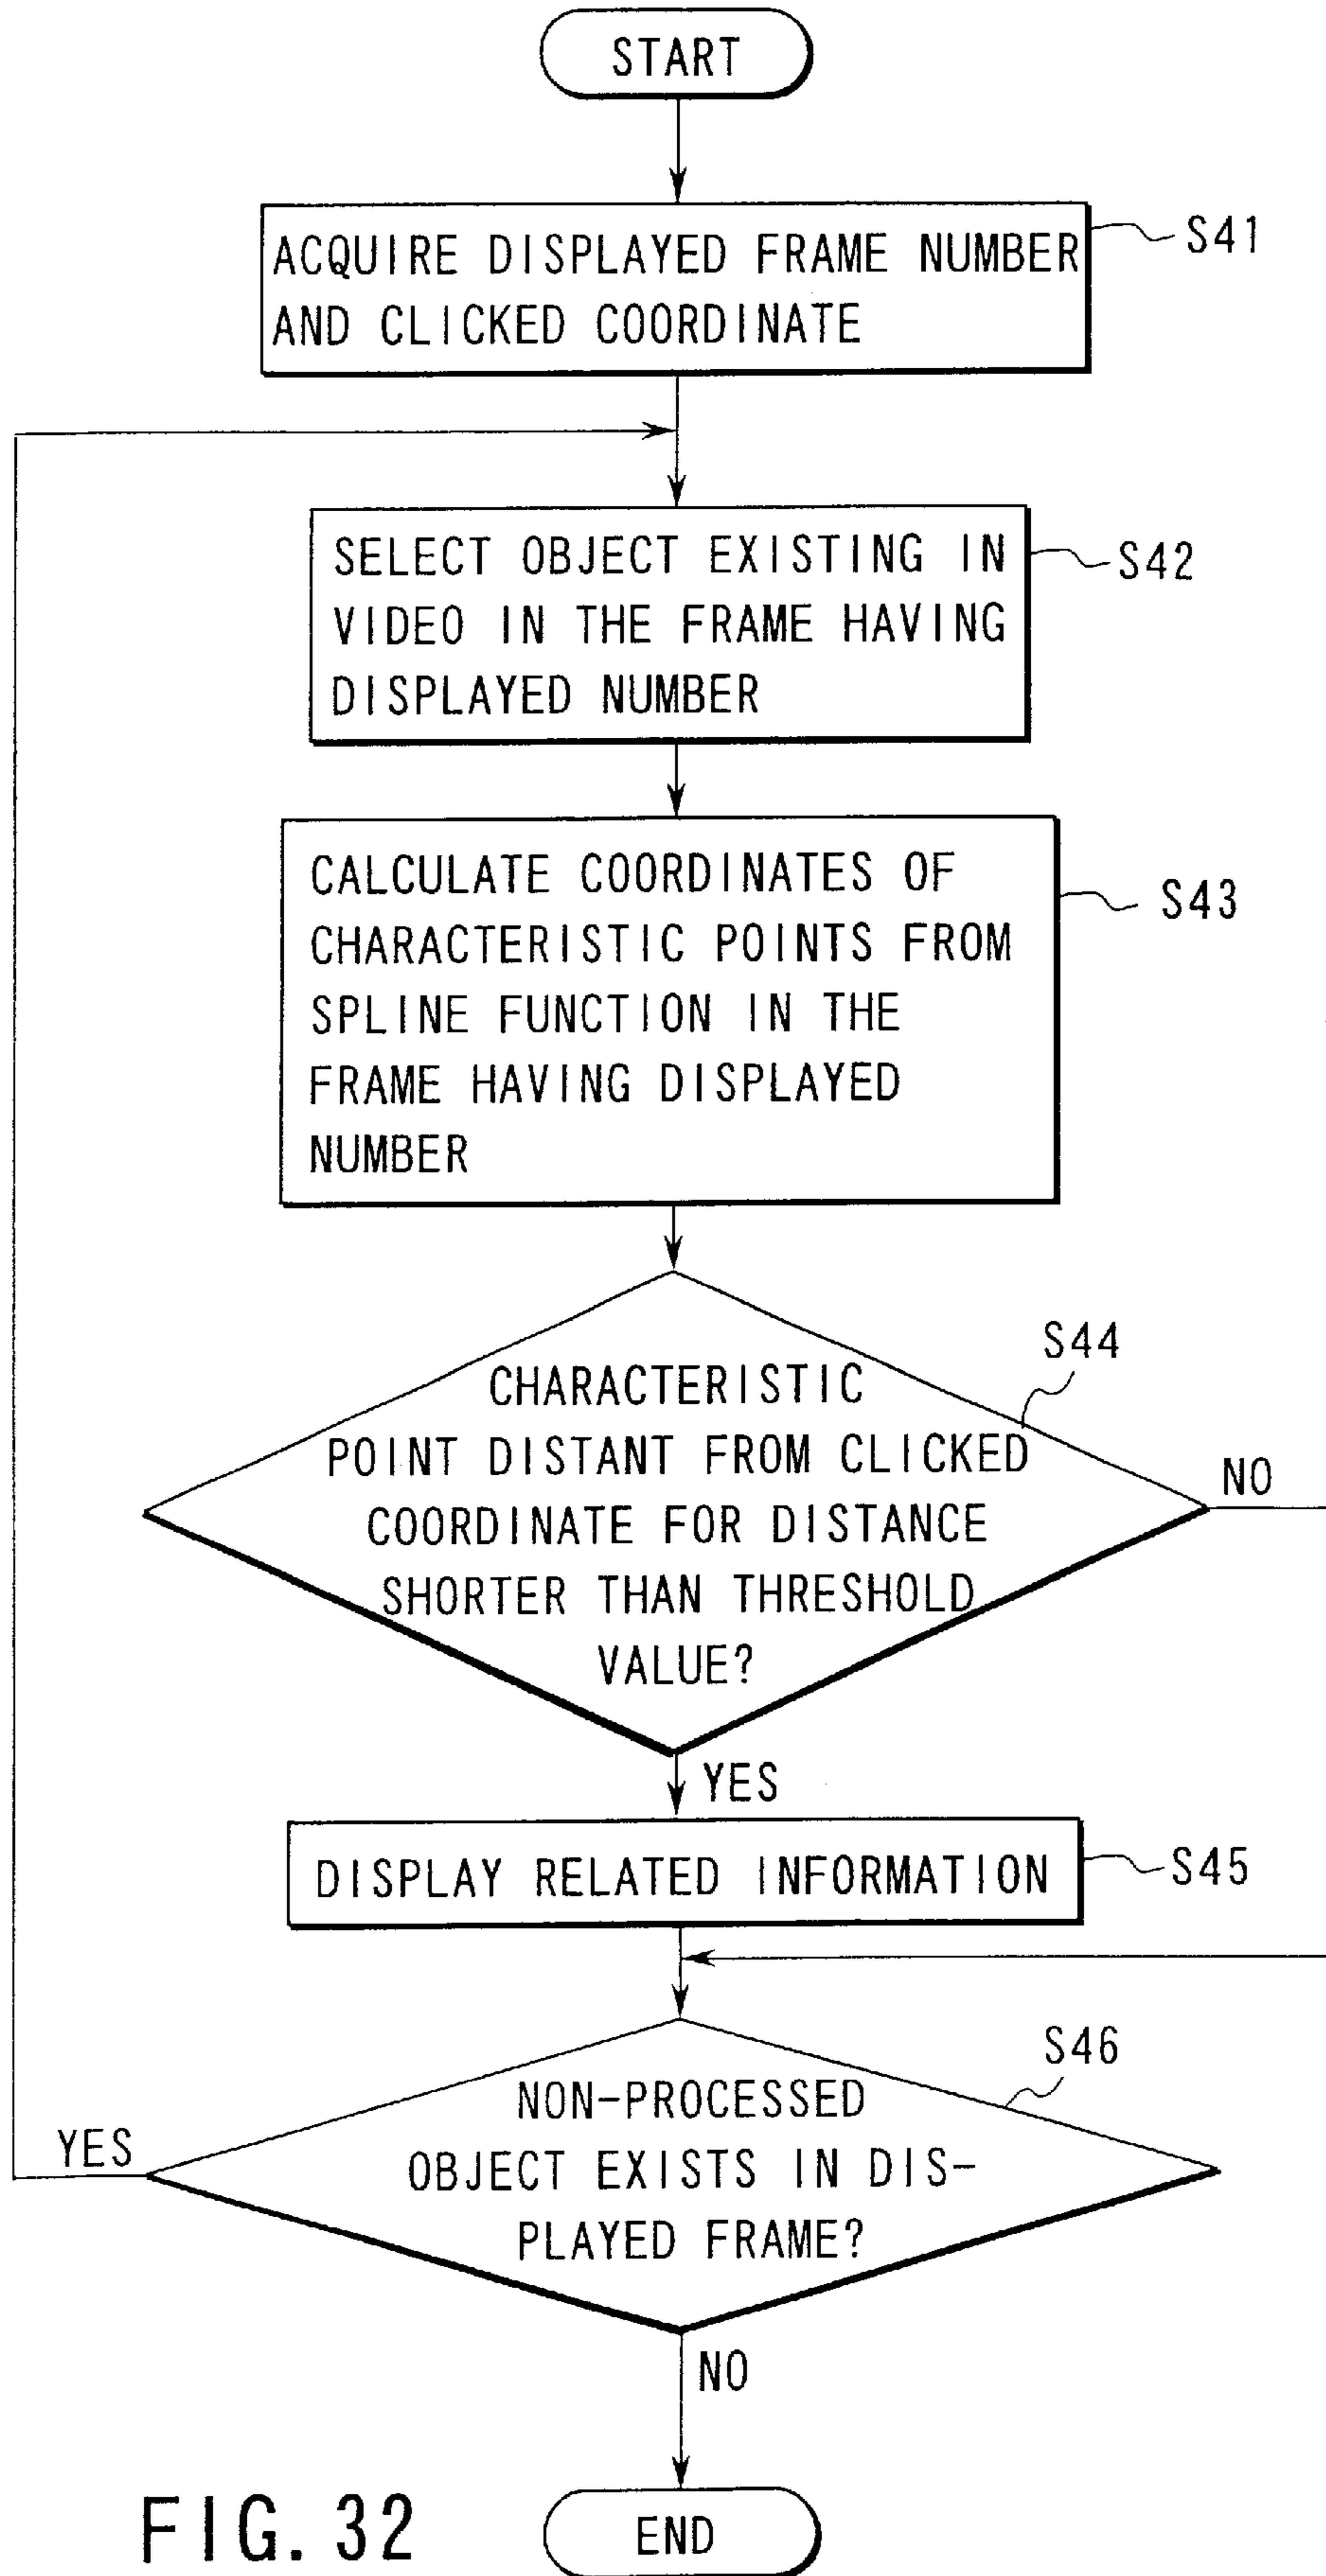 START
ACQUIRE DISPLAYED FRAME NUMBER
AND CLICKED COORDINATE
S41
SELECT OBJECT EXISTING IN
VIDEO IN THE FRAME HAVING
DISPLAYED NUMBER
S42
CALCULATE COORDINATES OF
CHARACTERISTIC POINTS FROM
SPLINE FUNCTION IN THE
FRAME HAVING DISPLAYED
NUMBER
S43
CHARACTERISTIC
POINT DISTANT FROM CLICKED
COORDINATE FOR DISTANCE
SHORTER THAN THRESHOLD
VALUE?
S44
NO
YES
DISPLAY RELATED INFORMATION
S45
NON-PROCESSED
OBJECT EXISTS IN DIS-
PLAYED FRAME?
S46
YES
NO
END
FIG. 32